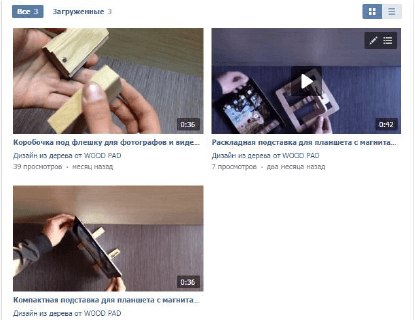 Все 3 Загруженные 3
0:36
0:42
Коробочка под флешку для фотографов и виде...
Раскладная подставка для планшета с магнита...
Дизайн из дерева от WOOD PAD
Дизайн из дерева от WOOD PAD
39 просмотров • месяц назад
7 просмотров • два месяца назад
0:36
Компактная подставка для планшета с магнита...
Дизайн из дерева от WOOD PAD